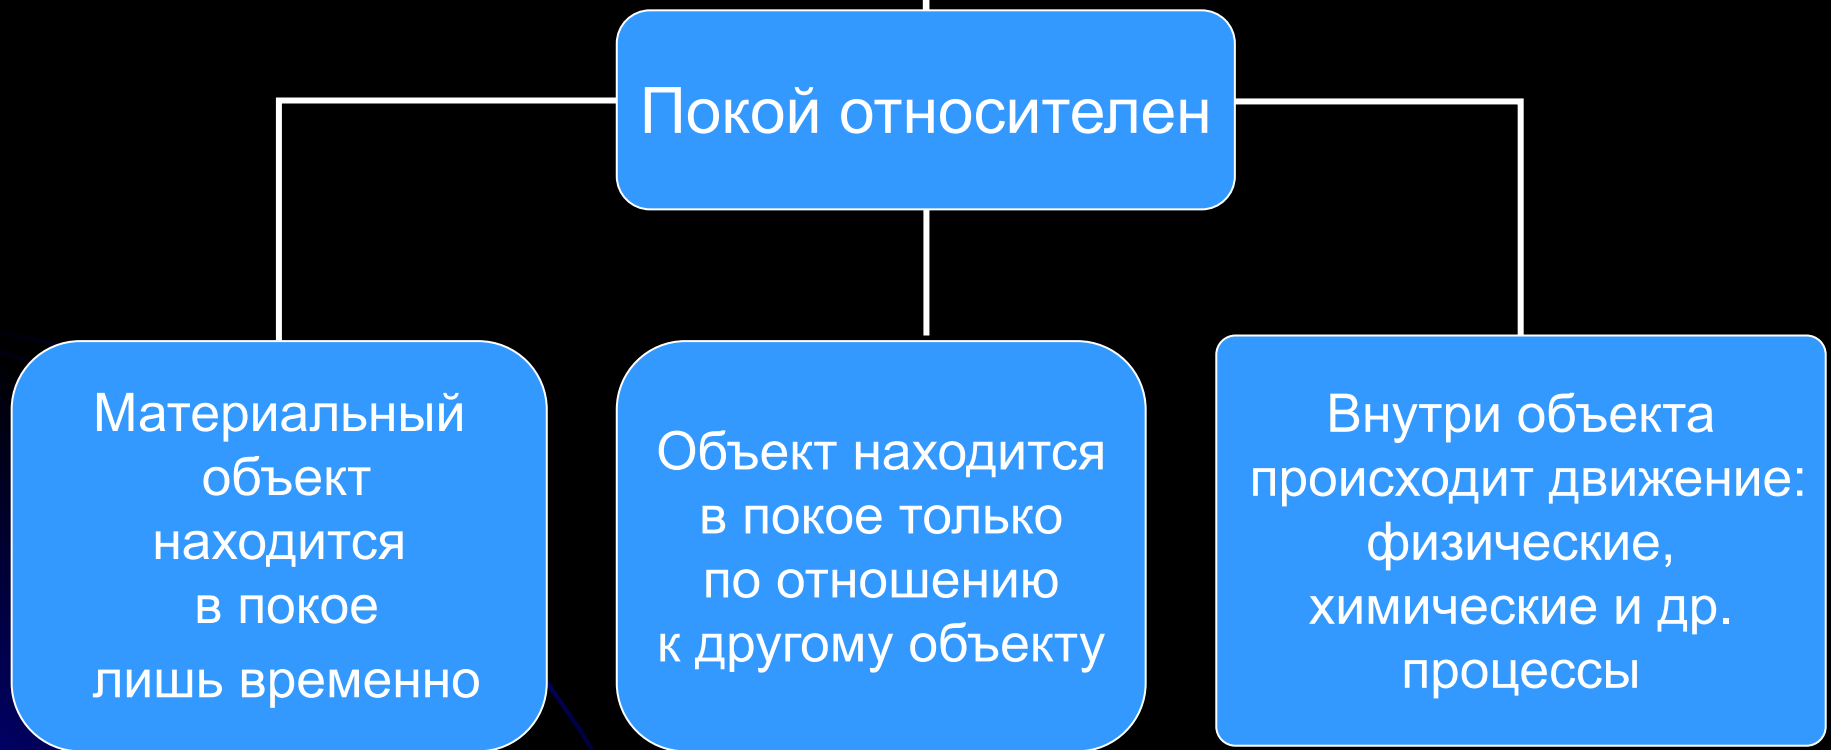 Покой относителен
Материальный
объект
находится
в покое
лишь временно
Объект находится
в покое только
по отношению
к другому объекту
Внутри объекта
происходит движение:
физические,
химические и др.
процессы